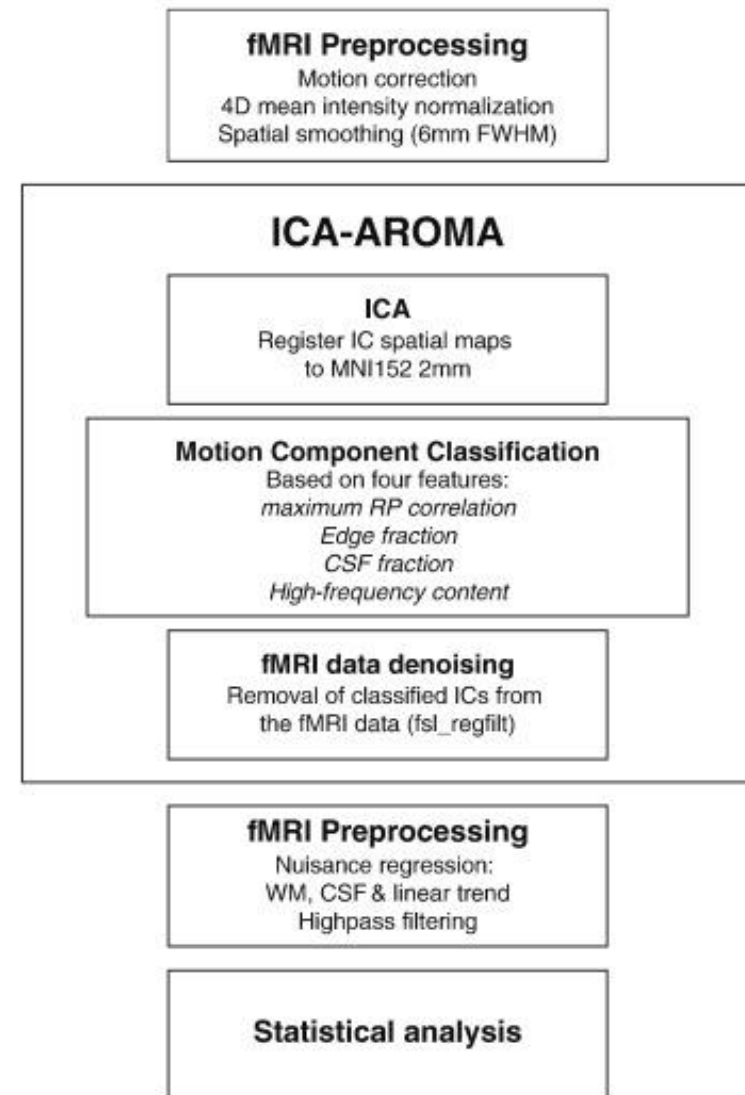 fMRI Preprocessing
Motion correction
4D mean intensity normalization
Spatial smoothing (6mm FWHM)
ICA-AROMA
ICA
Register IC spatial maps
to MNI152 2mm
Motion Component Classification
Based on four features:
maximum RP correlation
Edge fraction
CSF fraction
High-frequency content
fMRI data denoising
Removal of classified ICs from
the fMRI data (fsl_regfilt)
fMRI Preprocessing
Nuisance regression:
WM, CSF & linear trend
Highpass filtering
Statistical analysis